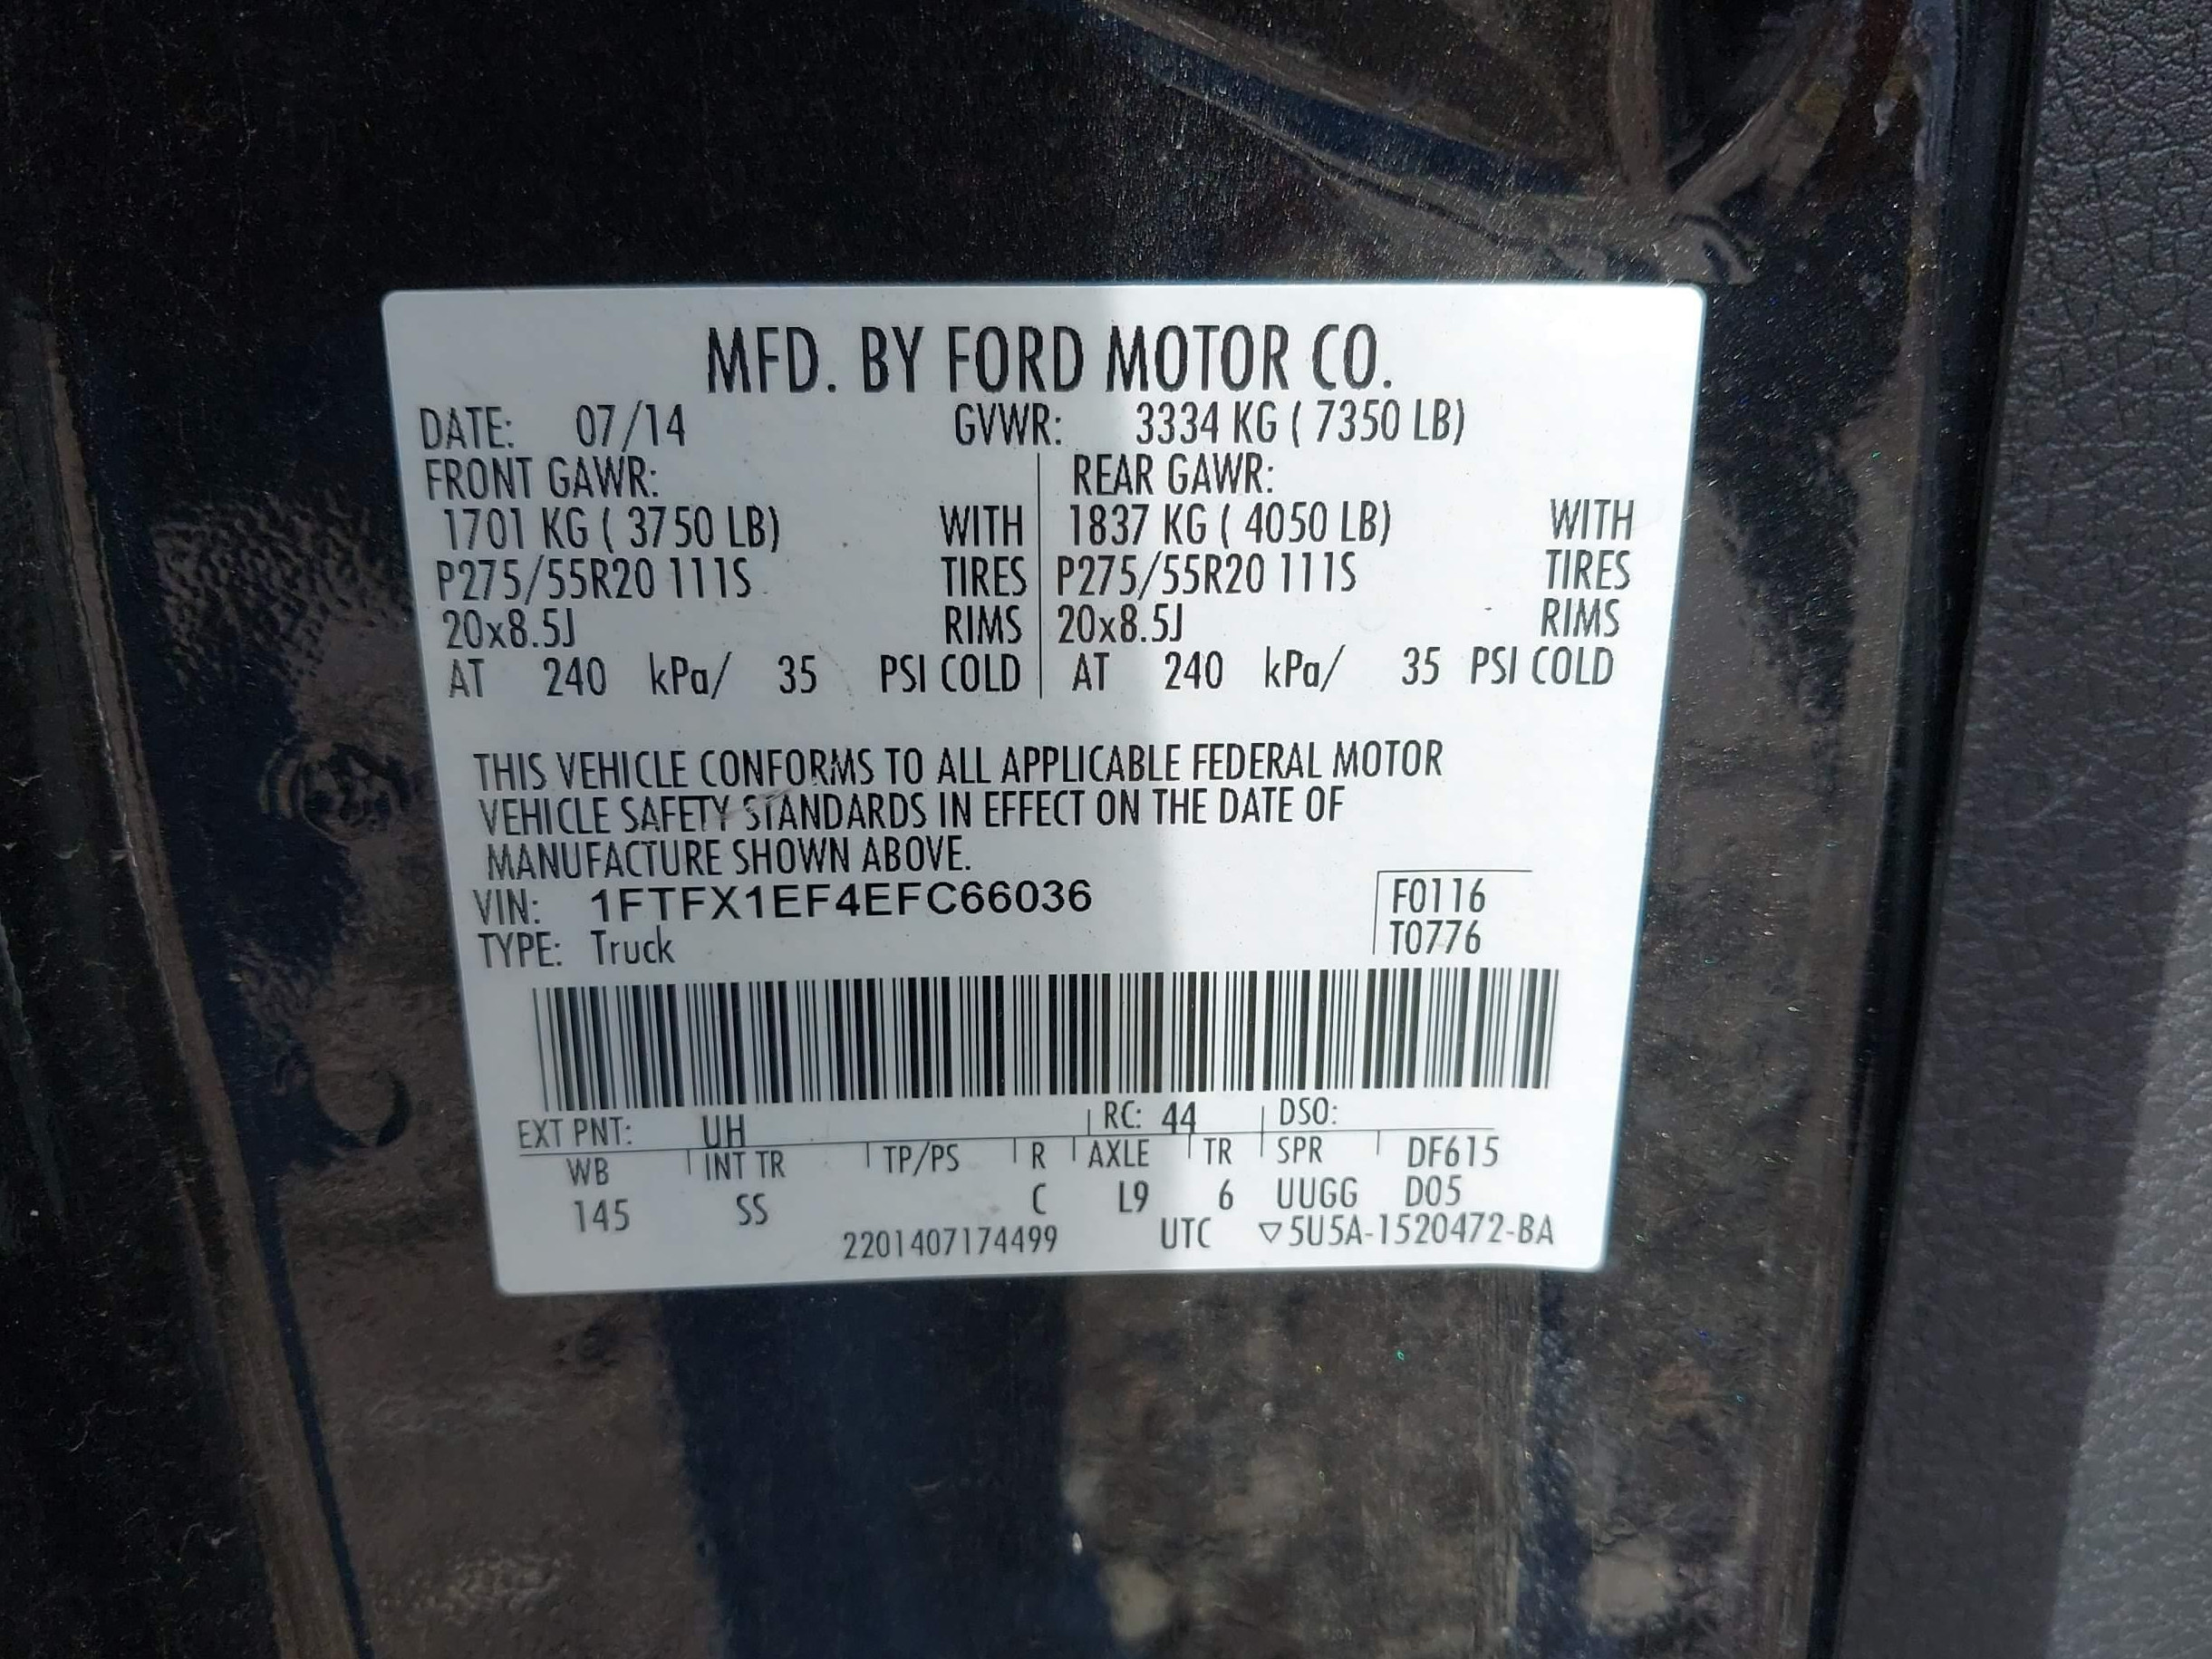 MFD. BY FORD MOTOR CO.
DATE: 07/14 GVWR: 3334 KG ( 7350 LB)
FRONT GAWR: REAR GAWR:
1701 KG ( 3750 LB) WITH 1837 KG ( 4050 LB) WITH
P275/55R20 111S TIRES P275/55R20 111S TIRES
20x8.5J RIMS 20x8.5J RIMS
AT 240 kPa/ 35 PSI COLD AT 240 kPa/ 35 PSI COLD
THIS VEHICLE CONFORMS TO ALL APPLICABLE FEDERAL MOTOR
VEHICLE SAFETY STANDARDS IN EFFECT ON THE DATE OF
MANUFACTURE SHOWN ABOVE.
VIN: 1FTFX1EF4EFC66036 F0116
TYPE: Truck T0776
EXT PNT: UH RC: 44 DSO:
WB INT TR TP/PS R AXLE TR SPR DF615
145 SS C L9 6 UUGG D05
2201407174499 UTC ▽5U5A-1520472-BA